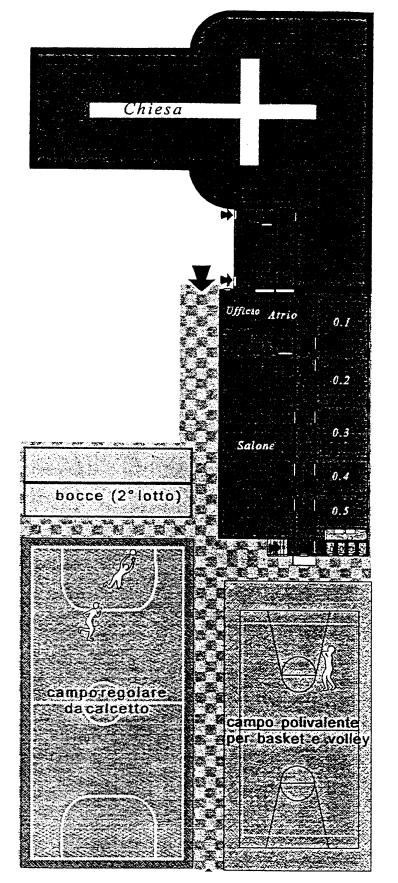 Chiesa
Ufficio Atrio
0.1
0.2
0.3
Salone
0.4
0.5
bocce (2° lotto)
campo regolare
da calcetto
campo polivalente
per basket e volley